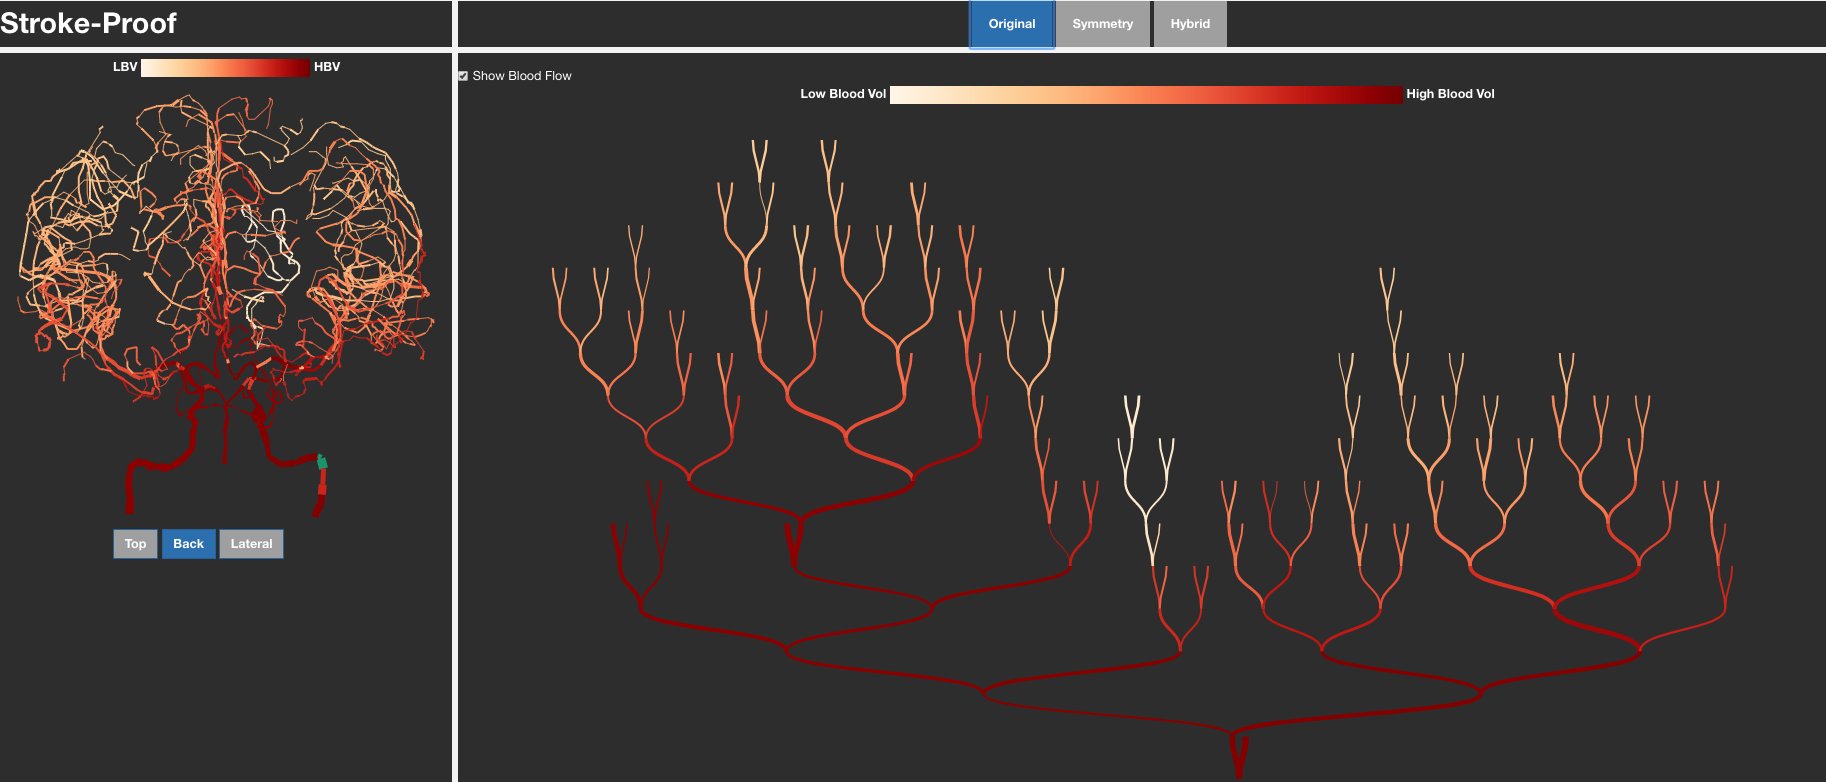 Stroke-Proof
Original
Symmetry
Hybrid
LBV
HBV
Show Blood Flow
Low Blood Vol
High Blood Vol
Top
Back
Lateral